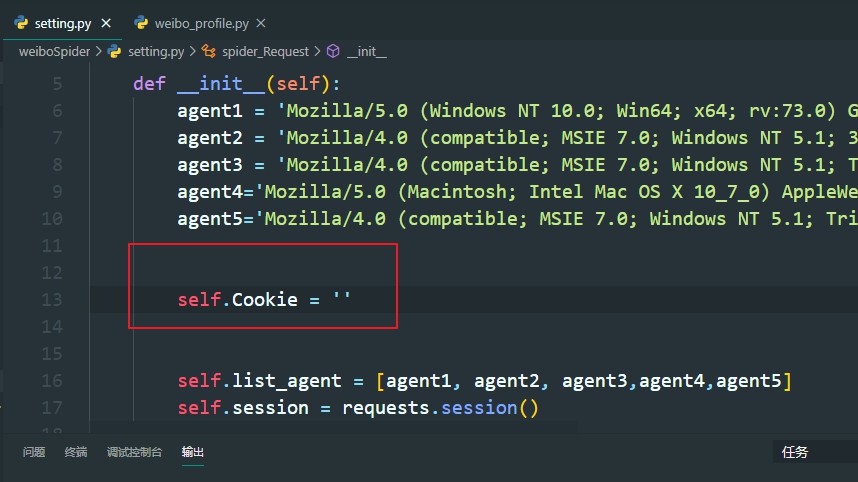 setting.py × weibo_profile.py ×
weiboSpider > setting.py > spider_Request > __init__
5 def __init__(self):
6 agent1 = 'Mozilla/5.0 (Windows NT 10.0; Win64; x64; rv:73.0) G
7 agent2 = 'Mozilla/4.0 (compatible; MSIE 7.0; Windows NT 5.1; 3
8 agent3 = 'Mozilla/4.0 (compatible; MSIE 7.0; Windows NT 5.1; T
9 agent4='Mozilla/5.0 (Macintosh; Intel Mac OS X 10_7_0) AppleWe
10 agent5='Mozilla/4.0 (compatible; MSIE 7.0; Windows NT 5.1; Tri
11
12
13 self.Cookie = ''
14
15
16 self.list_agent = [agent1, agent2, agent3,agent4,agent5]
17 self.session = requests.session()
问题 终端 调试控制台 输出 任务